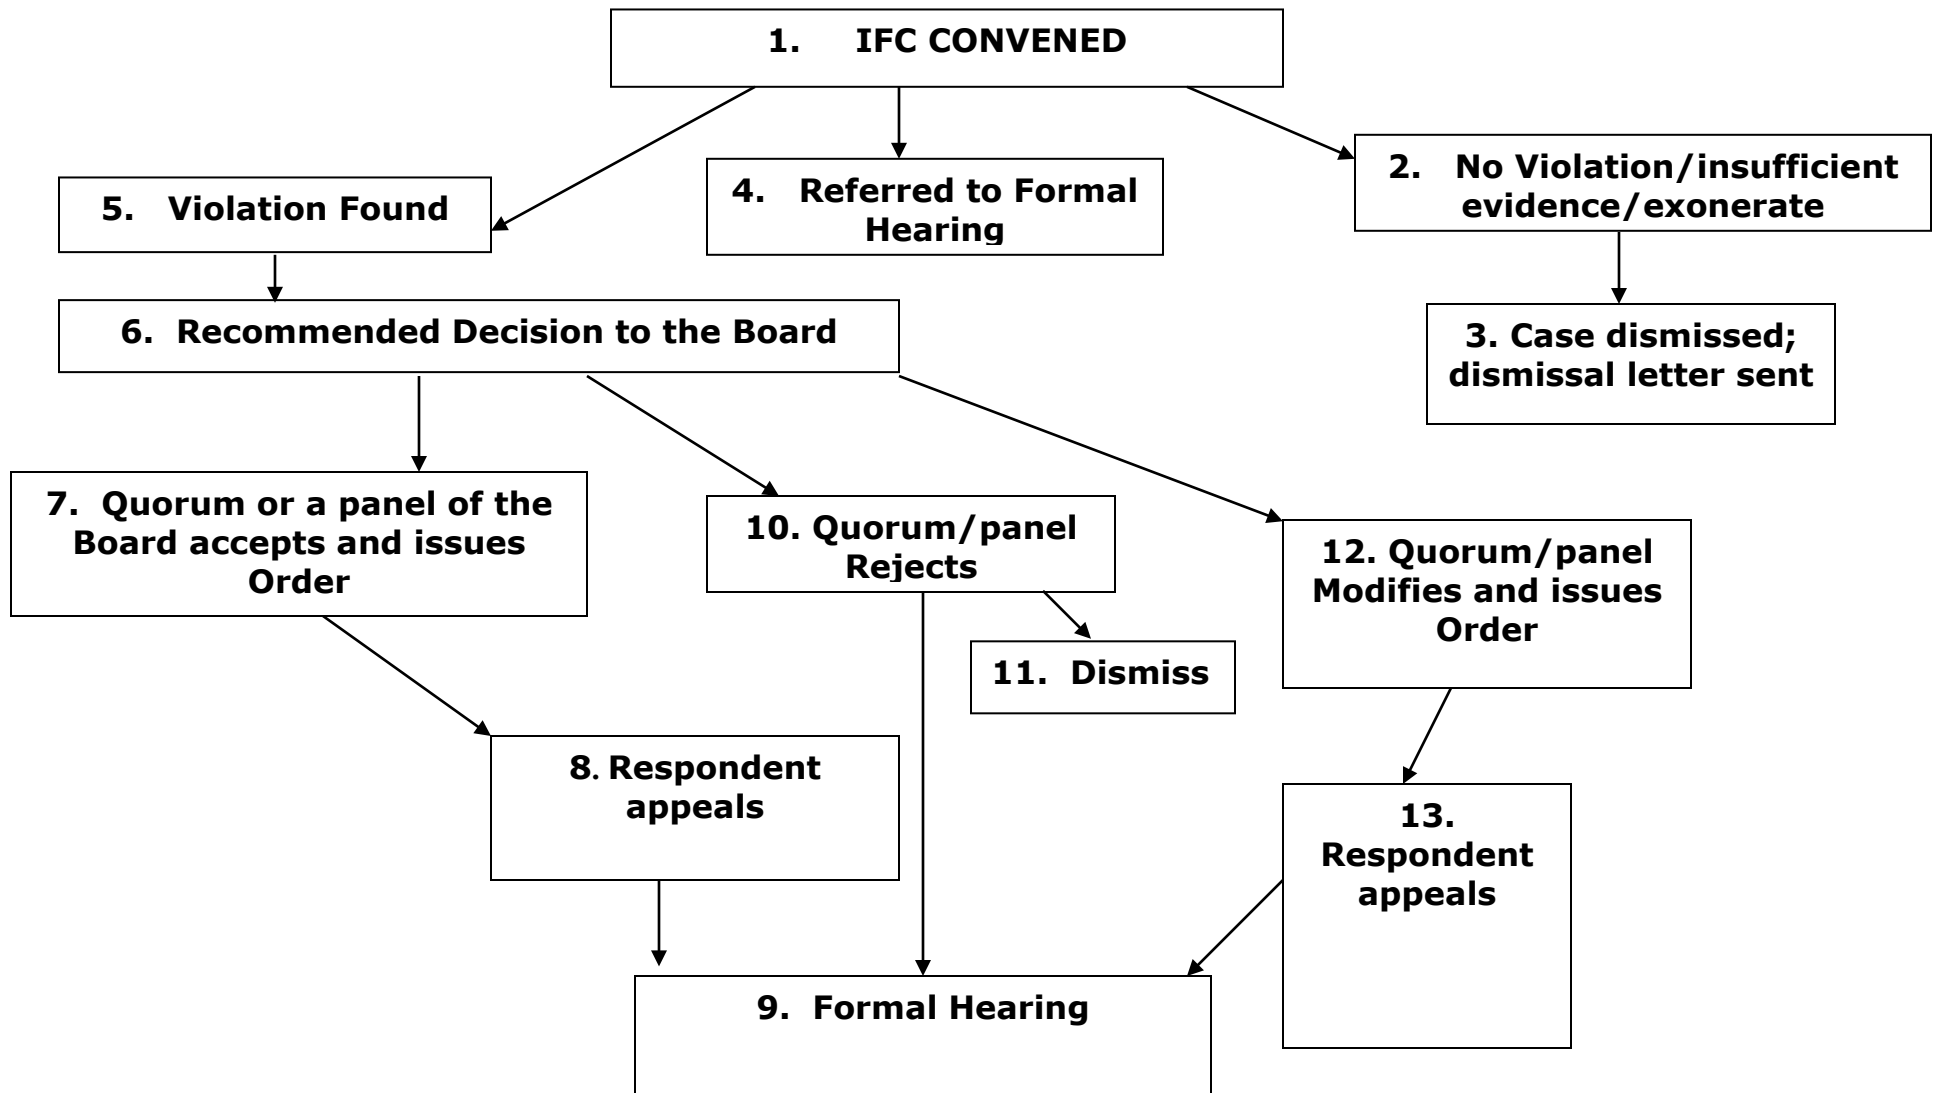 1. IFC CONVENED
2. No Violation/insufficient
evidence/exonerate
3. Case dismissed;
dismissal letter sent
4. Referred to Formal
Hearing
5. Violation Found
6. Recommended Decision to the Board
7. Quorum or a panel of the
Board accepts and issues
Order
8. Respondent
appeals
9. Formal Hearing
10. Quorum/panel
Rejects
11. Dismiss
12. Quorum/panel
Modifies and issues
Order
13.
Respondent
appeals